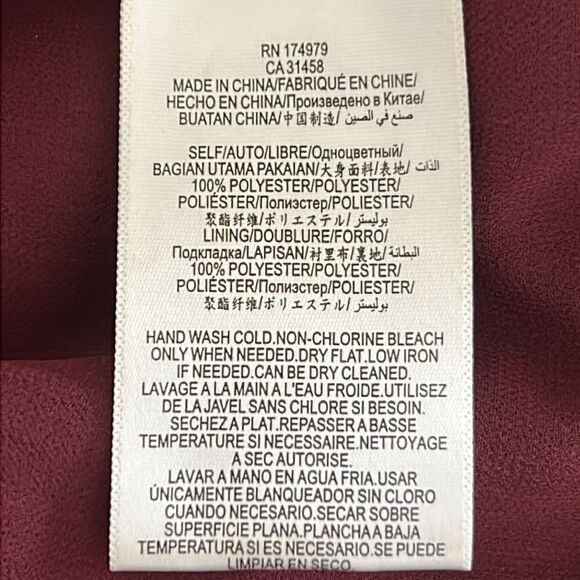 RN 174979
CA 31458
MADE IN CHINA/FABRIQUÉ EN CHINE/
HECHO EN CHINA/Произведено в Китае/
BUATAN CHINA/中国制造/ صنع في الصين
SELF/AUTO/LIBRE/Одноцветный/
BAGIAN UTAMA PAKAIAN/大身面料/表地/ الذات
100% POLYESTER/POLYESTER/
POLIÉSTER/Полиэстер/POLIESTER/
聚酯纤维/ポリエステル/بوليستر
LINING/DOUBLURE/FORRO/
Подкладка/LAPISAN/衬里布/裏地/البطانة
100% POLYESTER/POLYESTER/
POLIÉSTER/Полиэстер/POLIESTER/
聚酯纤维/ポリエステル/بوليستر
HAND WASH COLD.NON-CHLORINE BLEACH
ONLY WHEN NEEDED.DRY FLAT.LOW IRON
IF NEEDED.CAN BE DRY CLEANED.
LAVAGE A LA MAIN A L'EAU FROIDE.UTILISEZ
DE LA JAVEL SANS CHLORE SI BESOIN.
SECHEZ A PLAT.REPASSER A BASSE
TEMPERATURE SI NECESSAIRE.NETTOYAGE
A SEC AUTORISE.
LAVAR A MANO EN AGUA FRIA.USAR
ÚNICAMENTE BLANQUEADOR SIN CLORO
CUANDO NECESARIO.SECAR SOBRE
SUPERFICIE PLANA.PLANCHA A BAJA
TEMPERATURA SI ES NECESARIO.SE PUEDE
LIMPIAR EN SECO